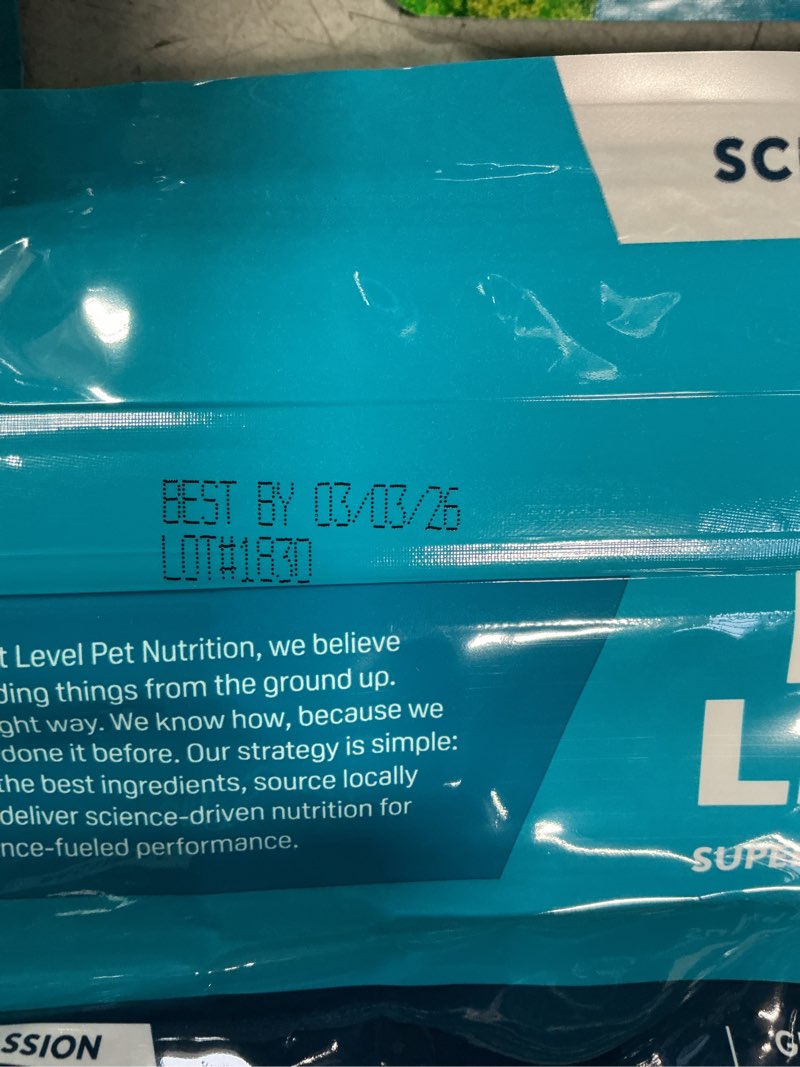 SCI
BEST BY 03/03/26
LOT#1830
t Level Pet Nutrition, we believe
ding things from the ground up.
ght way. We know how, because we
done it before. Our strategy is simple:
the best ingredients, source locally
deliver science-driven nutrition for
nce-fueled performance.
L
SUPE
SSION
G